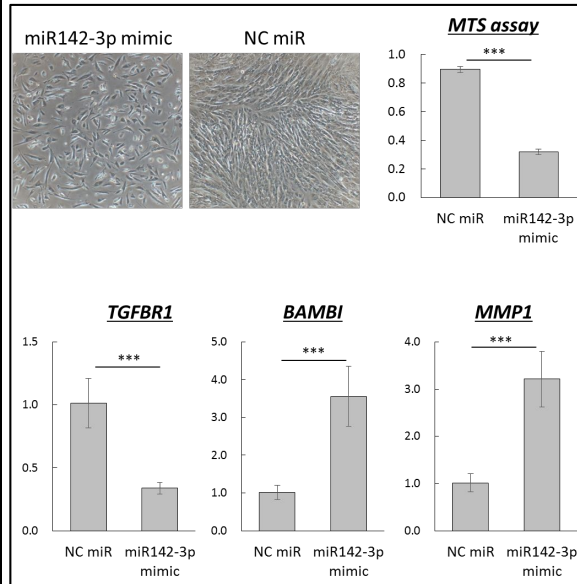 miR142-3p mimic
NC miR
MTS assay
1.0
0.8
0.6
0.4
0.2
0.0
***
NC miR
miR142-3p
mimic
TGFBR1
1.5
1.0
0.5
0.0
***
NC miR
miR142-3p
mimic
BAMBI
5.0
4.0
3.0
2.0
1.0
0.0
***
NC miR
miR142-3p
mimic
MMP1
4.0
3.0
2.0
1.0
0.0
***
NC miR
miR142-3p
mimic